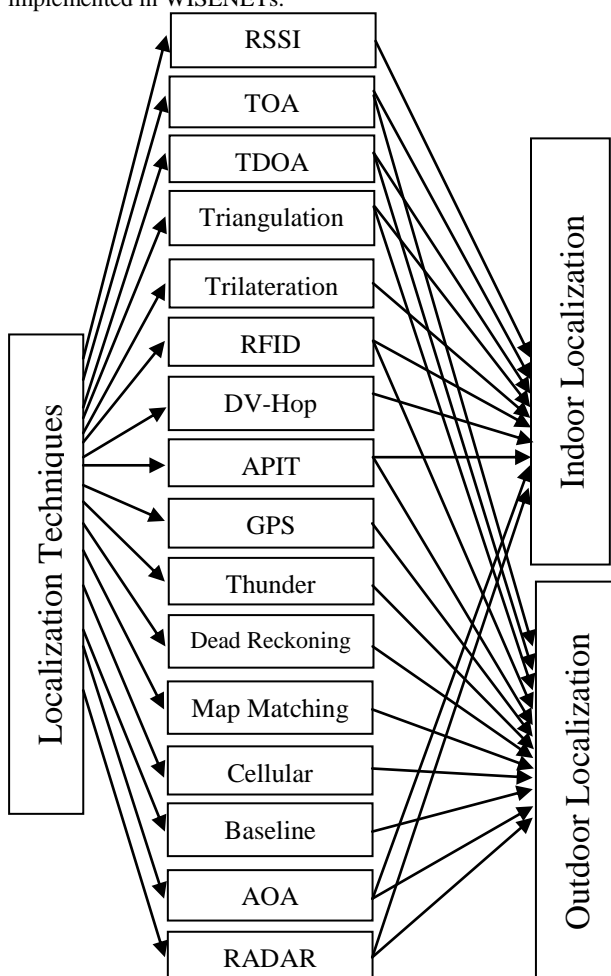 implemented in WISENETs.
RSSI
TOA
TDOA
Triangulation
Trilateration
RFID
DV-Hop
APIT
GPS
Thunder
Dead Reckoning
Map Matching
Cellular
Baseline
AOA
RADAR
Localization Techniques
Indoor Localization
Outdoor Localization